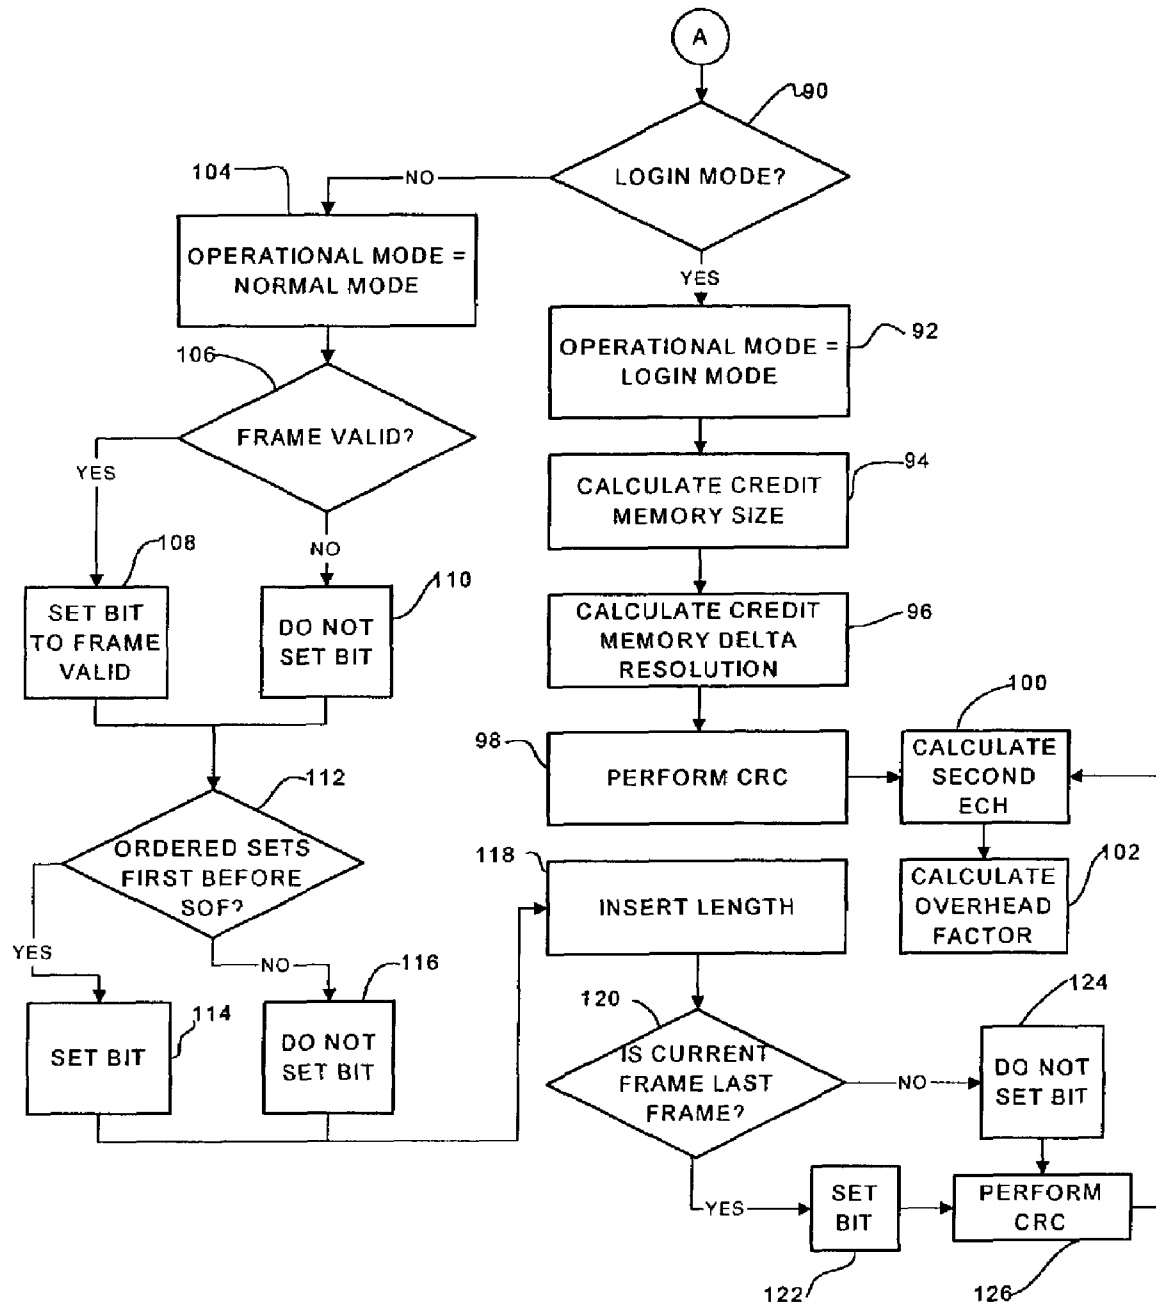 A
90
LOGIN MODE?
NO
104
OPERATIONAL MODE =
NORMAL MODE
YES
OPERATIONAL MODE =
LOGIN MODE
92
106
FRAME VALID?
YES
NO
CALCULATE CREDIT
MEMORY SIZE
94
108
SET BIT
TO FRAME
VALID
110
DO NOT
SET BIT
CALCULATE CREDIT
MEMORY DELTA
RESOLUTION
96
98
PERFORM CRC
100
CALCULATE
SECOND
ECH
112
ORDERED SETS
FIRST BEFORE
SOF?
YES
NO
118
INSERT LENGTH
102
CALCULATE
OVERHEAD
FACTOR
SET BIT
114
116
DO NOT
SET BIT
120
IS CURRENT
FRAME LAST
FRAME?
NO
124
DO NOT
SET BIT
YES
SET
BIT
122
PERFORM
CRC
126